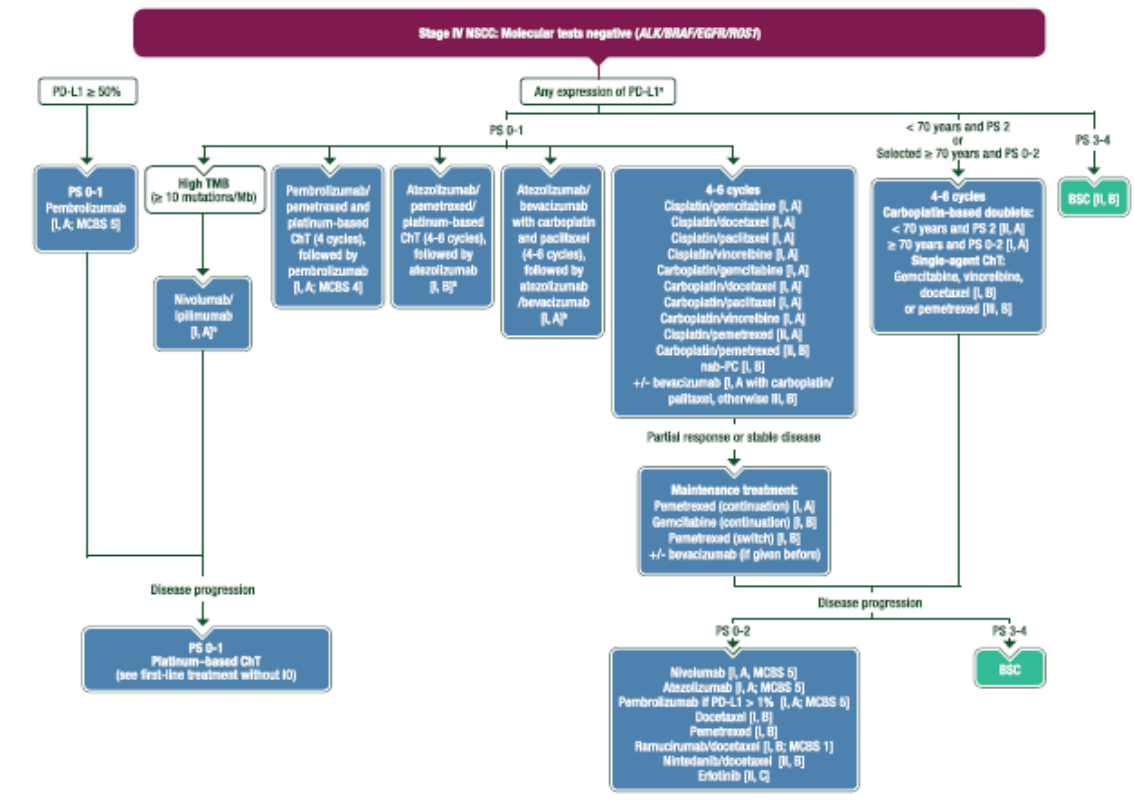 Stage IV NSCC: Molecular tests negative (ALK/BRAF/EGFR/ROS1)
PD-L1 ≥ 50%
Any expression of PD-L1ª
PS 0-1
< 70 years and PS 2
or
Selected ≥ 70 years and PS 0-2
PS 3-4
PS 0-1
Pembrolizumab
[I, A; MCBS 5]
High TMB
(≥ 10 mutations/Mb)
Nivolumab/
ipilimumab
[I, A]ᵇ
Pembrolizumab/
pemetrexed and
platinum-based
ChT (4 cycles),
followed by
pembrolizumab
[I, A; MCBS 4]
Atezolizumab/
pemetrexed/
platinum-based
ChT (4-6 cycles),
followed by
atezolizumab
[I, B]ᵇ
Atezolizumab/
bevacizumab
with carboplatin
and paclitaxel
(4-6 cycles),
followed by
atezolizumab
/bevacizumab
[I, A]ᵇ
4-6 cycles
Cisplatin/gemcitabine [I, A]
Cisplatin/docetaxel [I, A]
Cisplatin/paclitaxel [I, A]
Cisplatin/vinorelbine [I, A]
Carboplatin/gemcitabine [I, A]
Carboplatin/docetaxel [I, A]
Carboplatin/paclitaxel [I, A]
Carboplatin/vinorelbine [I, A]
Cisplatin/pemetrexed [II, A]
Carboplatin/pemetrexed [II, B]
nab-PC [I, B]
+/- bevacizumab [I, A with carboplatin/
palitaxel, otherwise III, B]
4-6 cycles
Carboplatin-based doublets:
< 70 years and PS 2 [II, A]
≥ 70 years and PS 0-2 [I, A]
Single-agent ChT:
Gemcitabine, vinorelbine,
docetaxel [I, B]
or pemetrexed [III, B]
BSC [II, B]
Partial response or stable disease
Maintenance treatment:
Pemetrexed (continuation) [I, A]
Gemcitabine (continuation) [I, B]
Pemetrexed (switch) [I, B]
+/- bevacizumab (if given before)
Disease progression
PS 0-1
Platinum-based ChT
(see first-line treatment without IO)
Disease progression
PS 0-2
PS 3-4
Nivolumab [I, A, MCBS 5]
Atezolizumab [I, A; MCBS 5]
Pembrolizumab if PD-L1 > 1% [I, A; MCBS 5]
Docetaxel [I, B]
Pemetrexed [I, B]
Ramucirumab/docetaxel [I, B; MCBS 1]
Nintedanib/docetaxel [II, B]
Erlotinib [II, C]
BSC